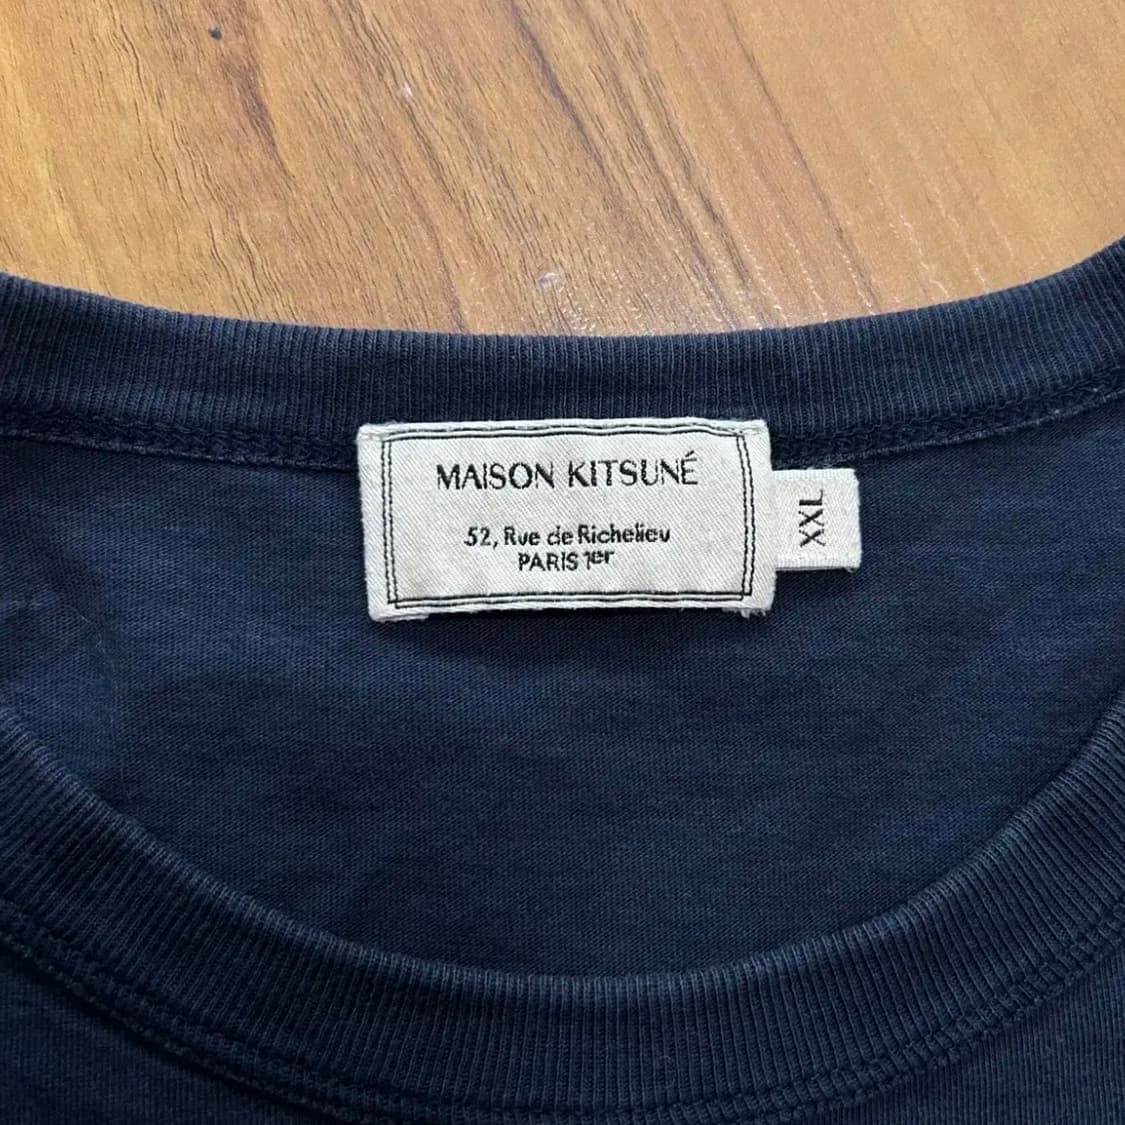 MAISON KITSUNÉ
52, Rue de Richelieu
PARIS 1er
XXL